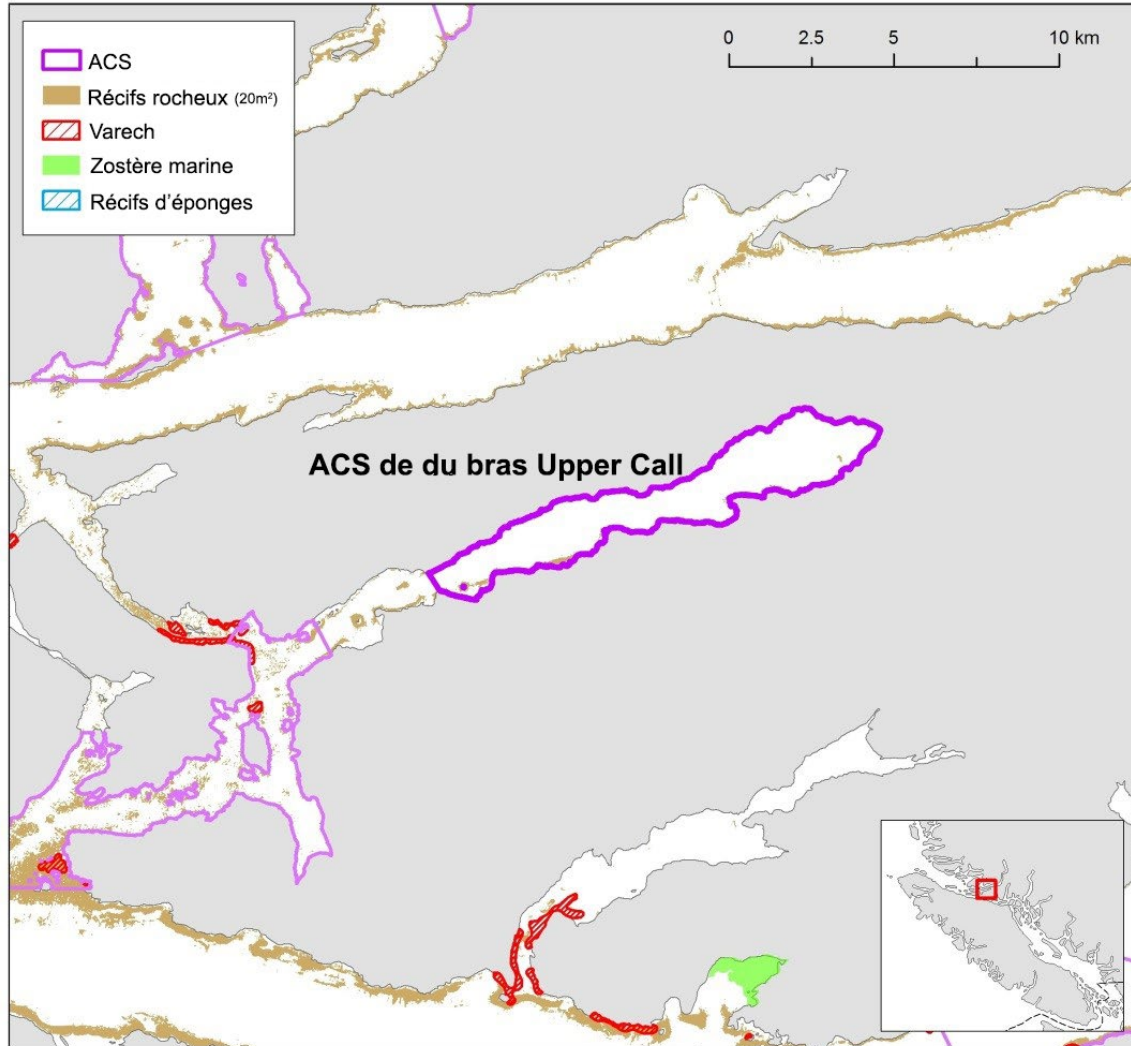 ACS
Récifs rocheux (20m²)
Varech
Zostère marine
Récifs d'éponges
0 2.5 5 10 km
ACS de du bras Upper Call